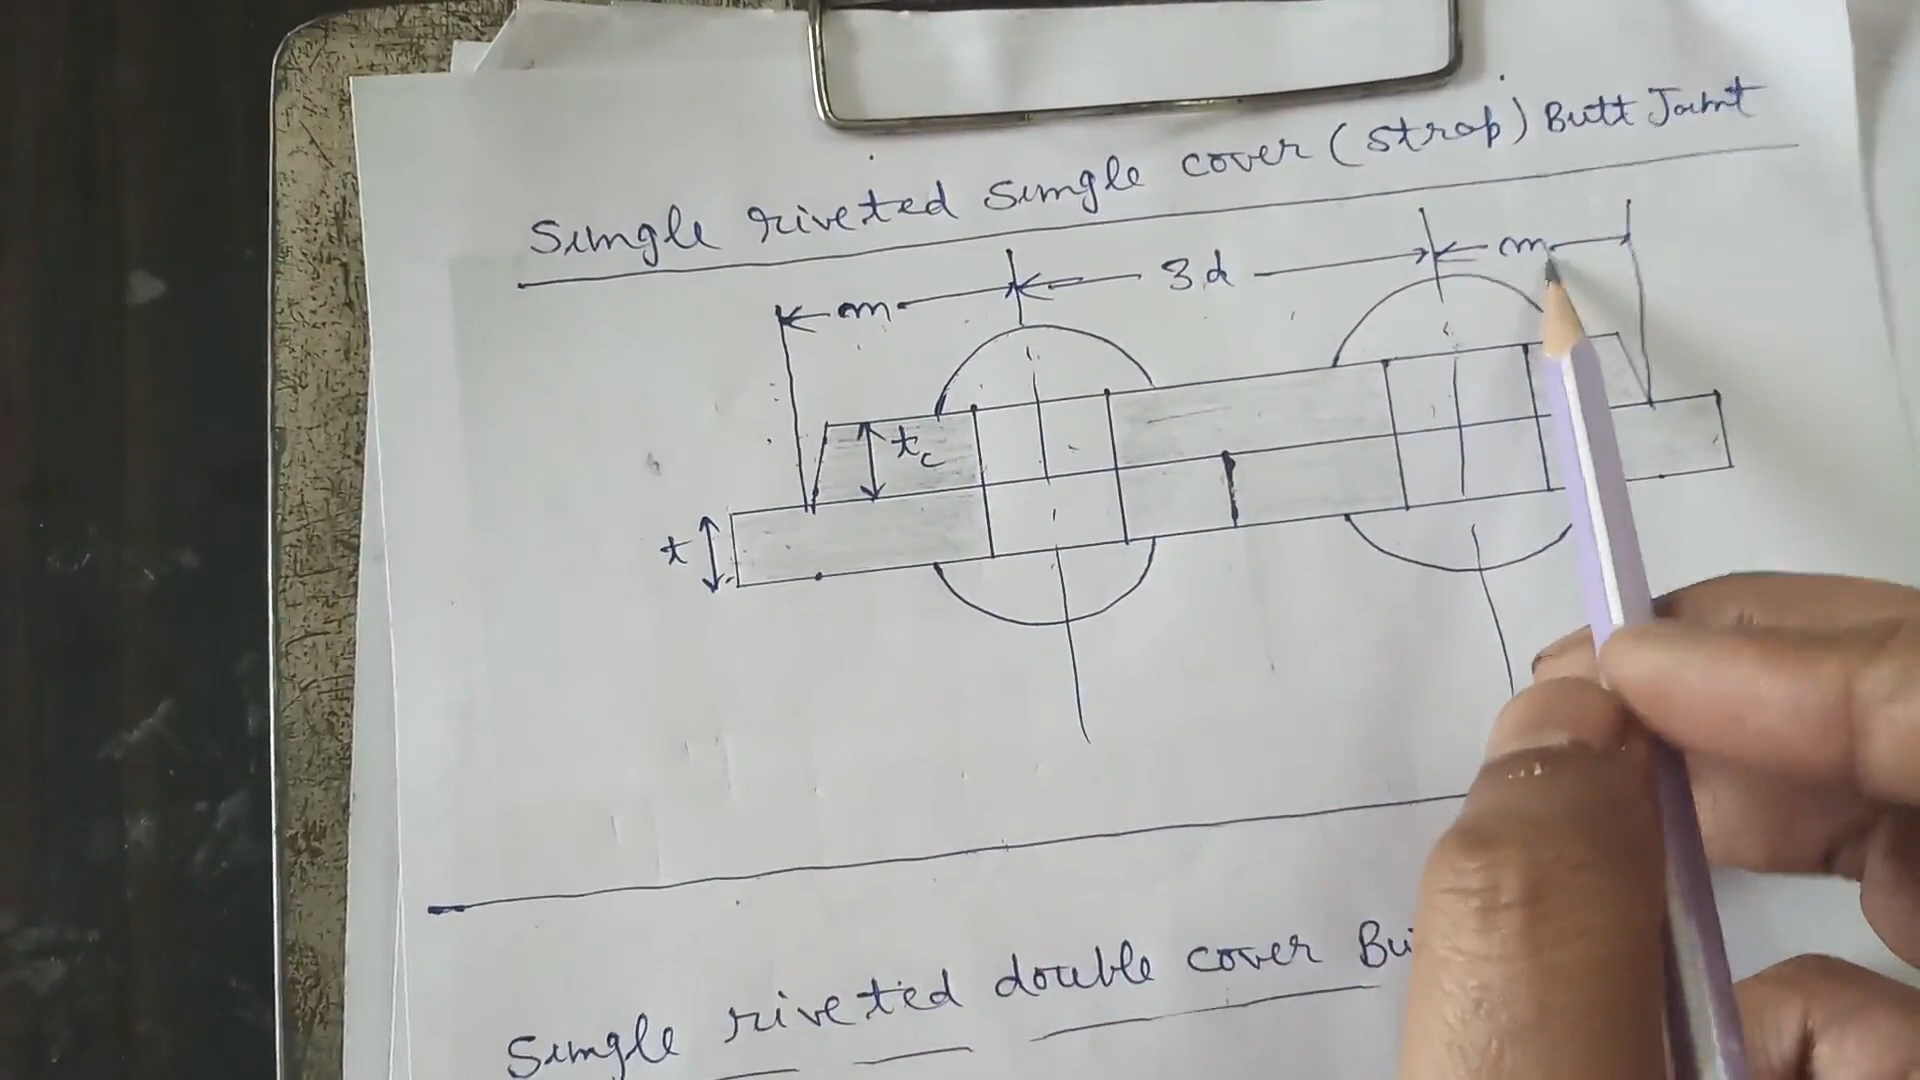 Single riveted single cover (strap) Butt Joint
m 3d m
tc
t
Single riveted double cover Bu